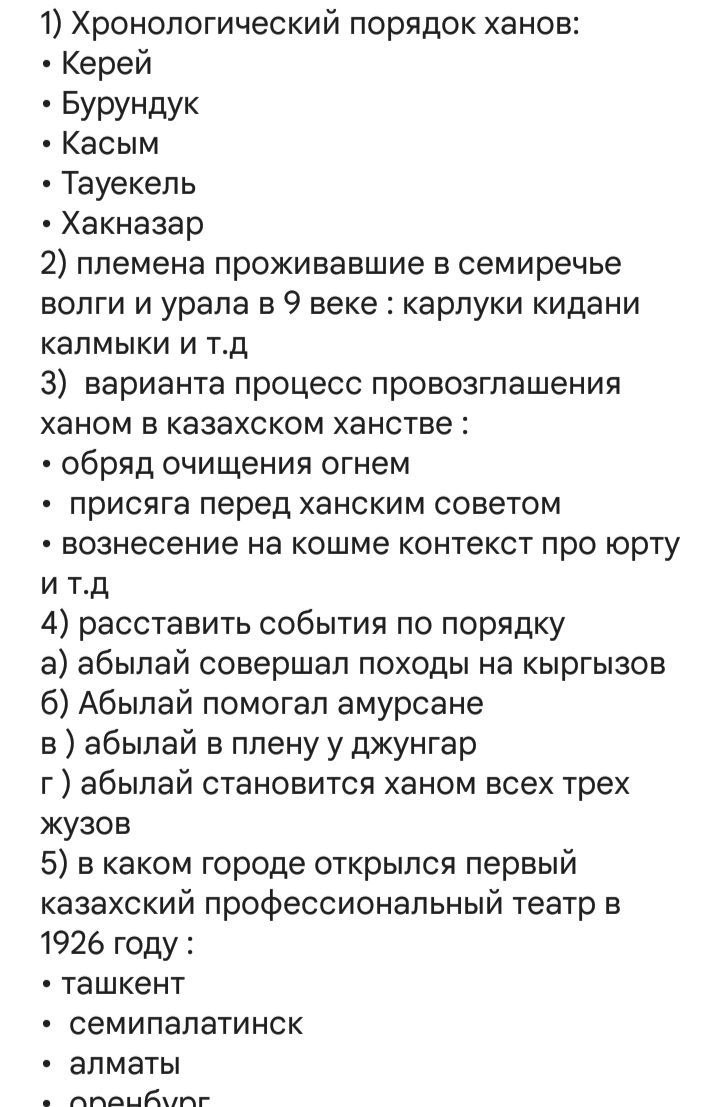 1) Хронологический порядок ханов:
• Керей
• Бурундук
• Касым
• Тауекель
• Хакназар
2) племена проживавшие в семиречье
волги и урала в 9 веке : карлуки кидани
калмыки и т.д
3)  варианта процесс провозглашения
ханом в казахском ханстве :
• обряд очищения огнем
•  присяга перед ханским советом
• вознесение на кошме контекст про юрту
и т.д
4) расставить события по порядку
а) абылай совершал походы на кыргызов
б) Абылай помогал амурсане
в ) абылай в плену у джунгар
г ) абылай становится ханом всех трех
жузов
5) в каком городе открылся первый
казахский профессиональный театр в
1926 году :
• ташкент
•  семипалатинск
•  алматы
•  оренбург